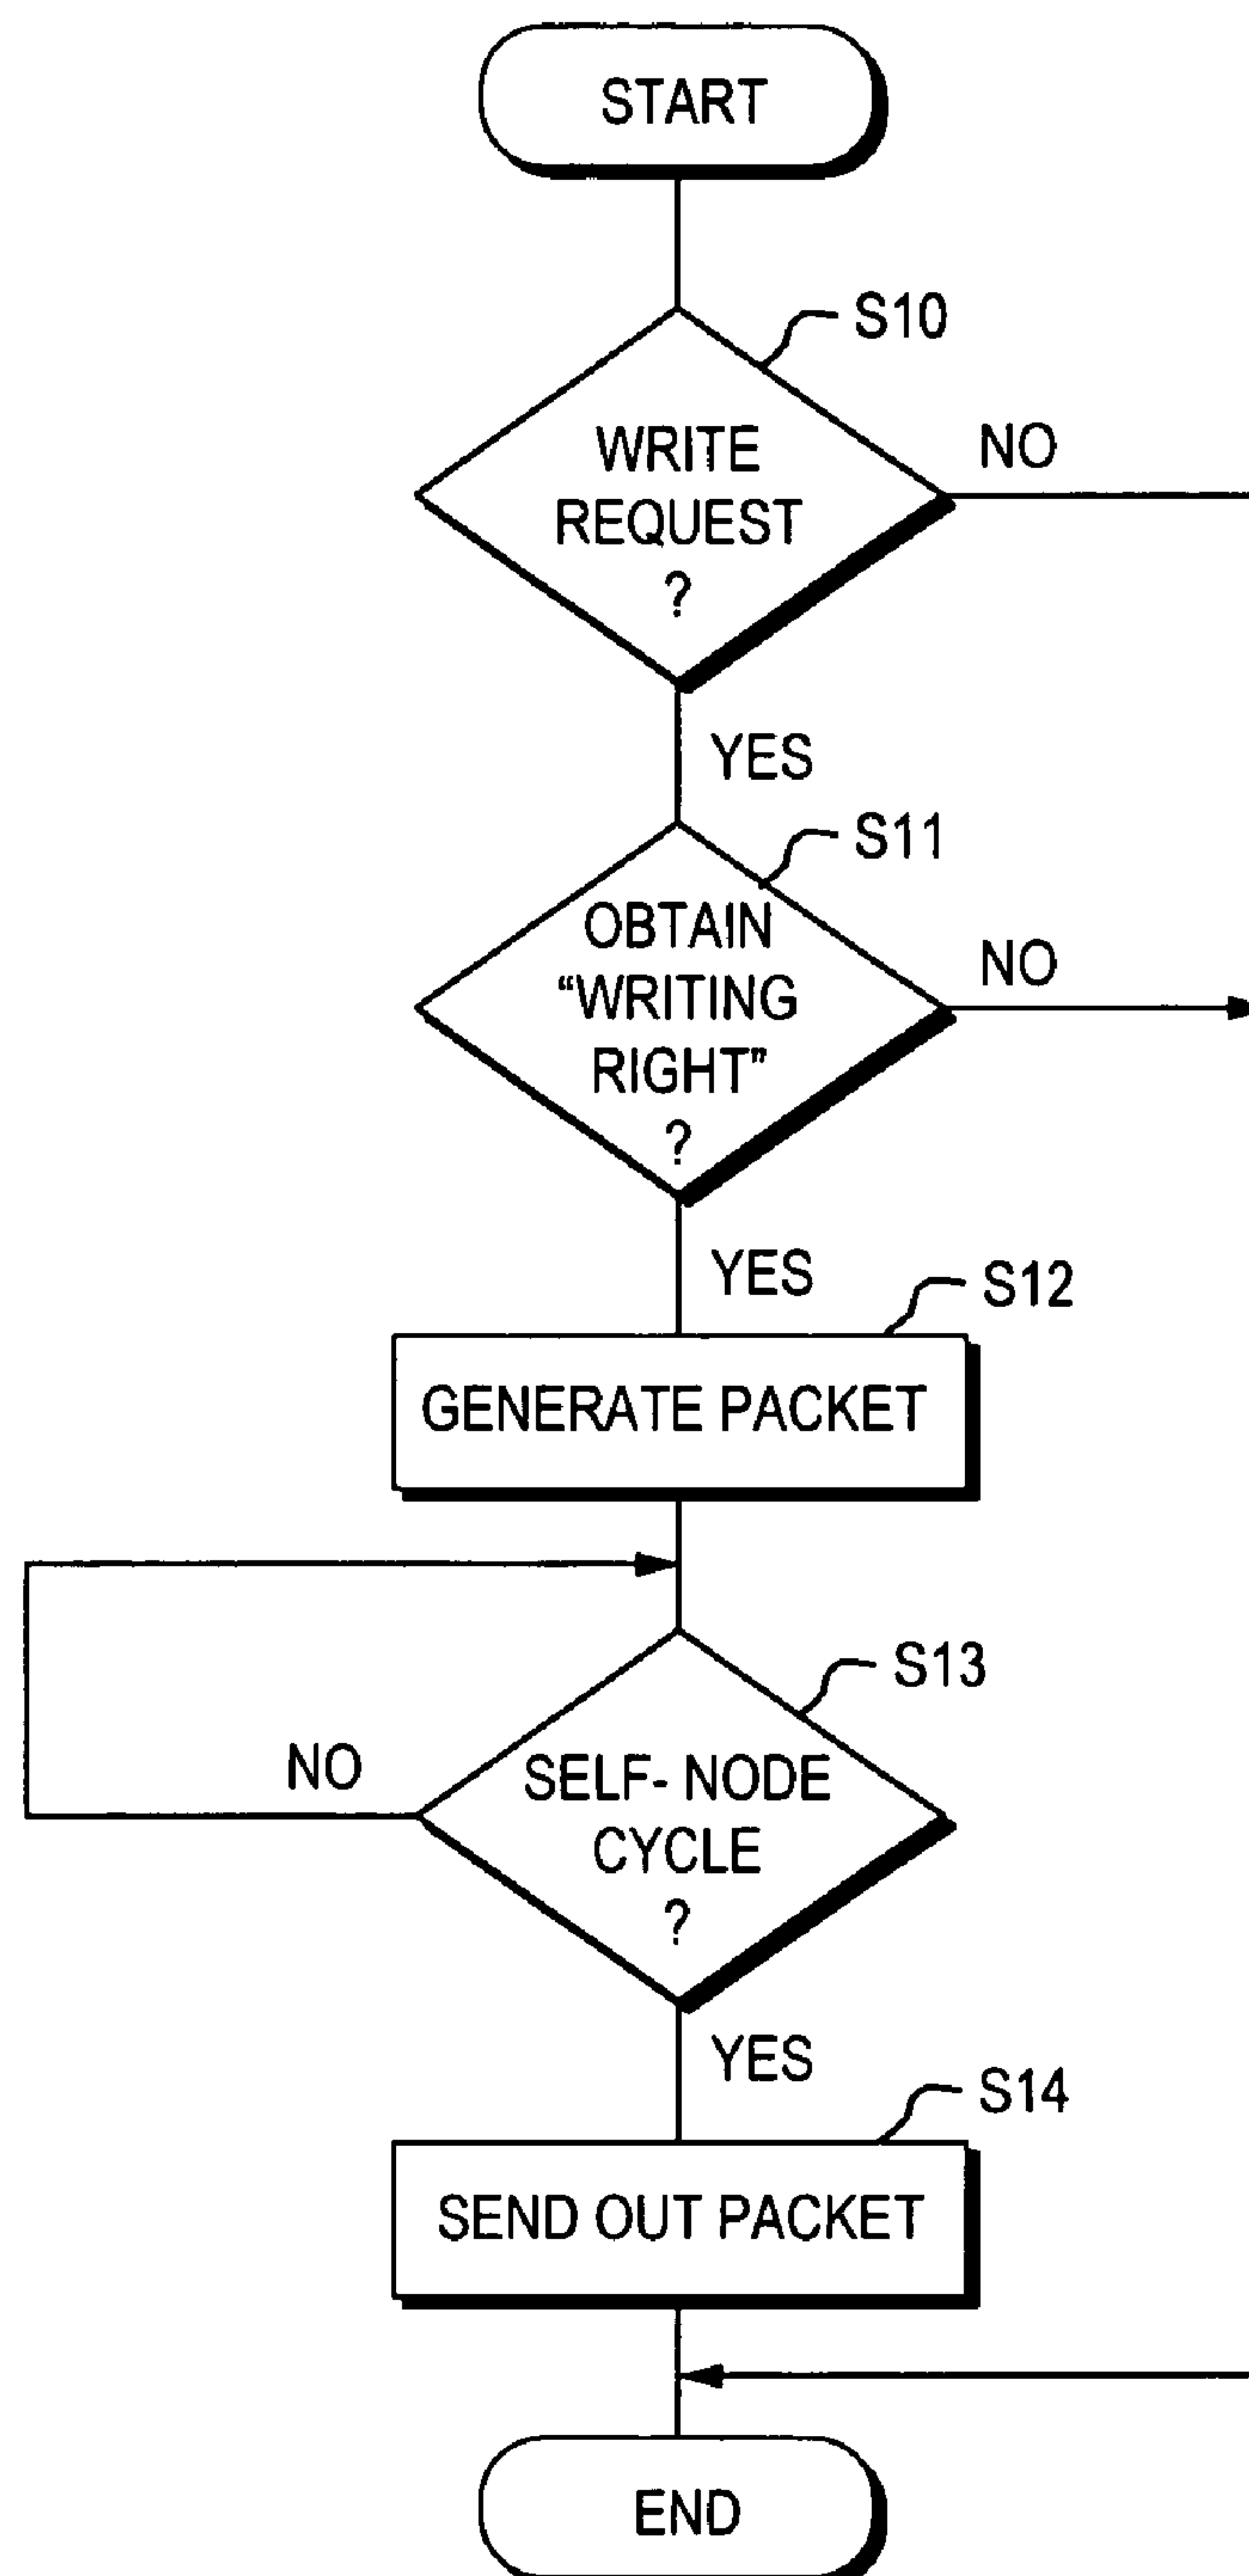 START
S10
WRITE
REQUEST
?
NO
YES
S11
OBTAIN
“WRITING
RIGHT”
?
NO
YES
S12
GENERATE PACKET
S13
NO
SELF- NODE
CYCLE
?
YES
S14
SEND OUT PACKET
END